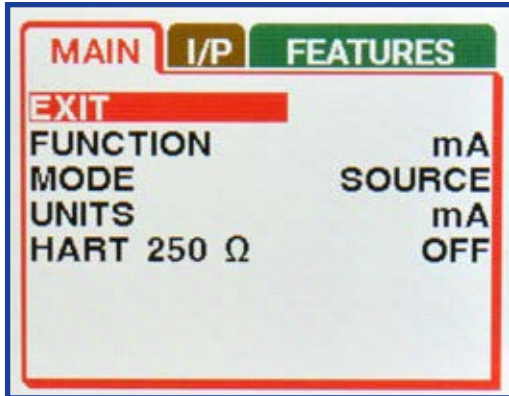 MAIN I/P FEATURES
EXIT
FUNCTION mA
MODE SOURCE
UNITS mA
HART 250 Ω OFF